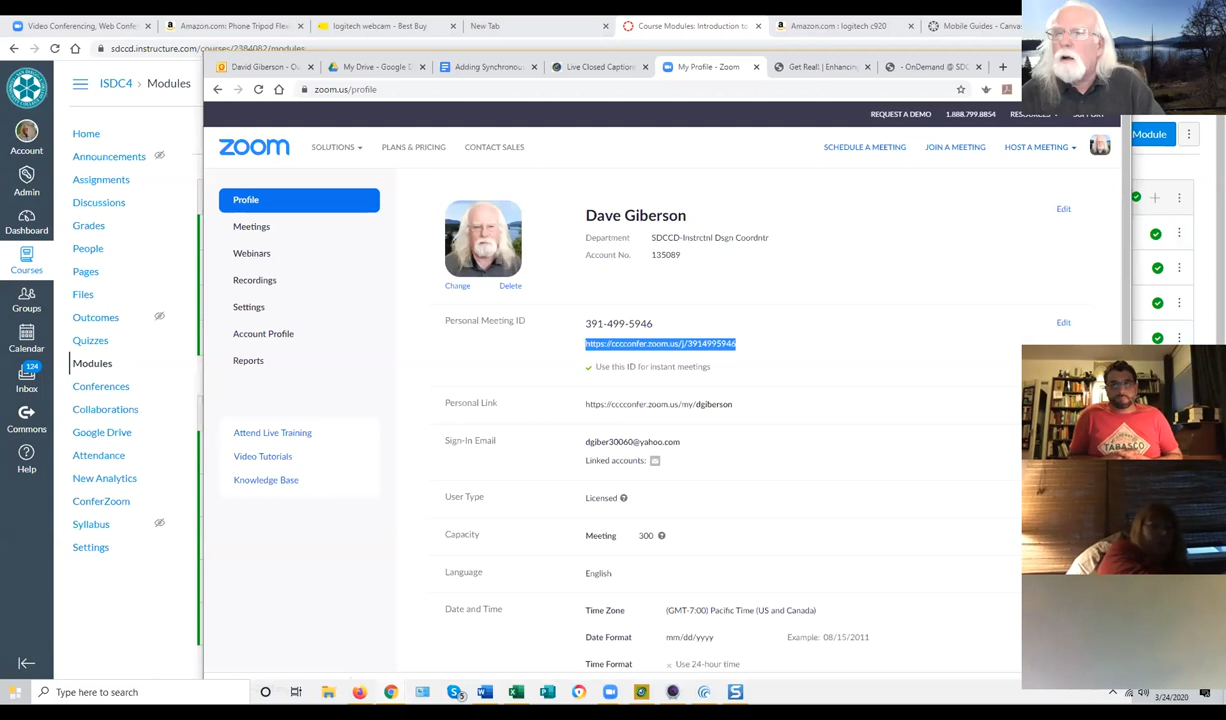 Video Conferencing, Web Confe
Amazon.com: Phone Tripod Flexi
logitech webcam - Best Buy
New Tab
Course Modules: Introduction to
Amazon.com : logitech c920
Mobile Guides - Canvas
sdccd.instructure.com/courses/2384082/modules
David Giberson - Ou
My Drive - Google D
Adding Synchronou
Live Closed Caption
My Profile - Zoom
Get Real! | Enhancing
- OnDemand @ SDC
zoom.us/profile
ISDC4 > Modules
REQUEST A DEMO
1.888.799.8854
RESOURCES
SUPPORT
zoom
SOLUTIONS
PLANS & PRICING
CONTACT SALES
SCHEDULE A MEETING
JOIN A MEETING
HOST A MEETING
Module
Account
Admin
Dashboard
Courses
Groups
Calendar
124
Inbox
Commons
Help
Home
Announcements
Assignments
Discussions
Grades
People
Pages
Files
Outcomes
Quizzes
Modules
Conferences
Collaborations
Google Drive
Attendance
New Analytics
ConferZoom
Syllabus
Settings
Profile
Meetings
Webinars
Recordings
Settings
Account Profile
Reports
Attend Live Training
Video Tutorials
Knowledge Base
Change
Delete
Dave Giberson
Edit
Department SDCCD-Instrctnl Dsgn Coordntr
Account No. 135089
Personal Meeting ID
391-499-5946
Edit
https://cccconfer.zoom.us/j/3914995946
Use this ID for instant meetings
Personal Link
https://cccconfer.zoom.us/my/dgiberson
Sign-In Email
dgiber30060@yahoo.com
Linked accounts:
User Type
Licensed
Capacity
Meeting 300
Language
English
Date and Time
Time Zone (GMT-7:00) Pacific Time (US and Canada)
Date Format mm/dd/yyyy Example: 08/15/2011
Time Format Use 24-hour time
TABASCO
Type here to search
3/24/2020